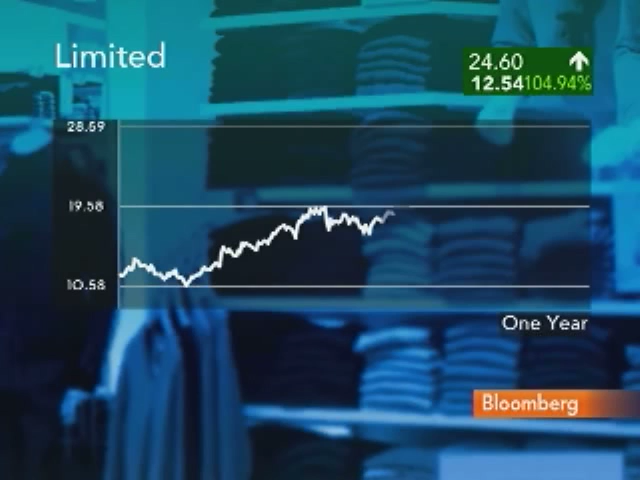 Limited
24.60
12.54104.94%
28.59
19.58
10.58
One Year
Bloomberg